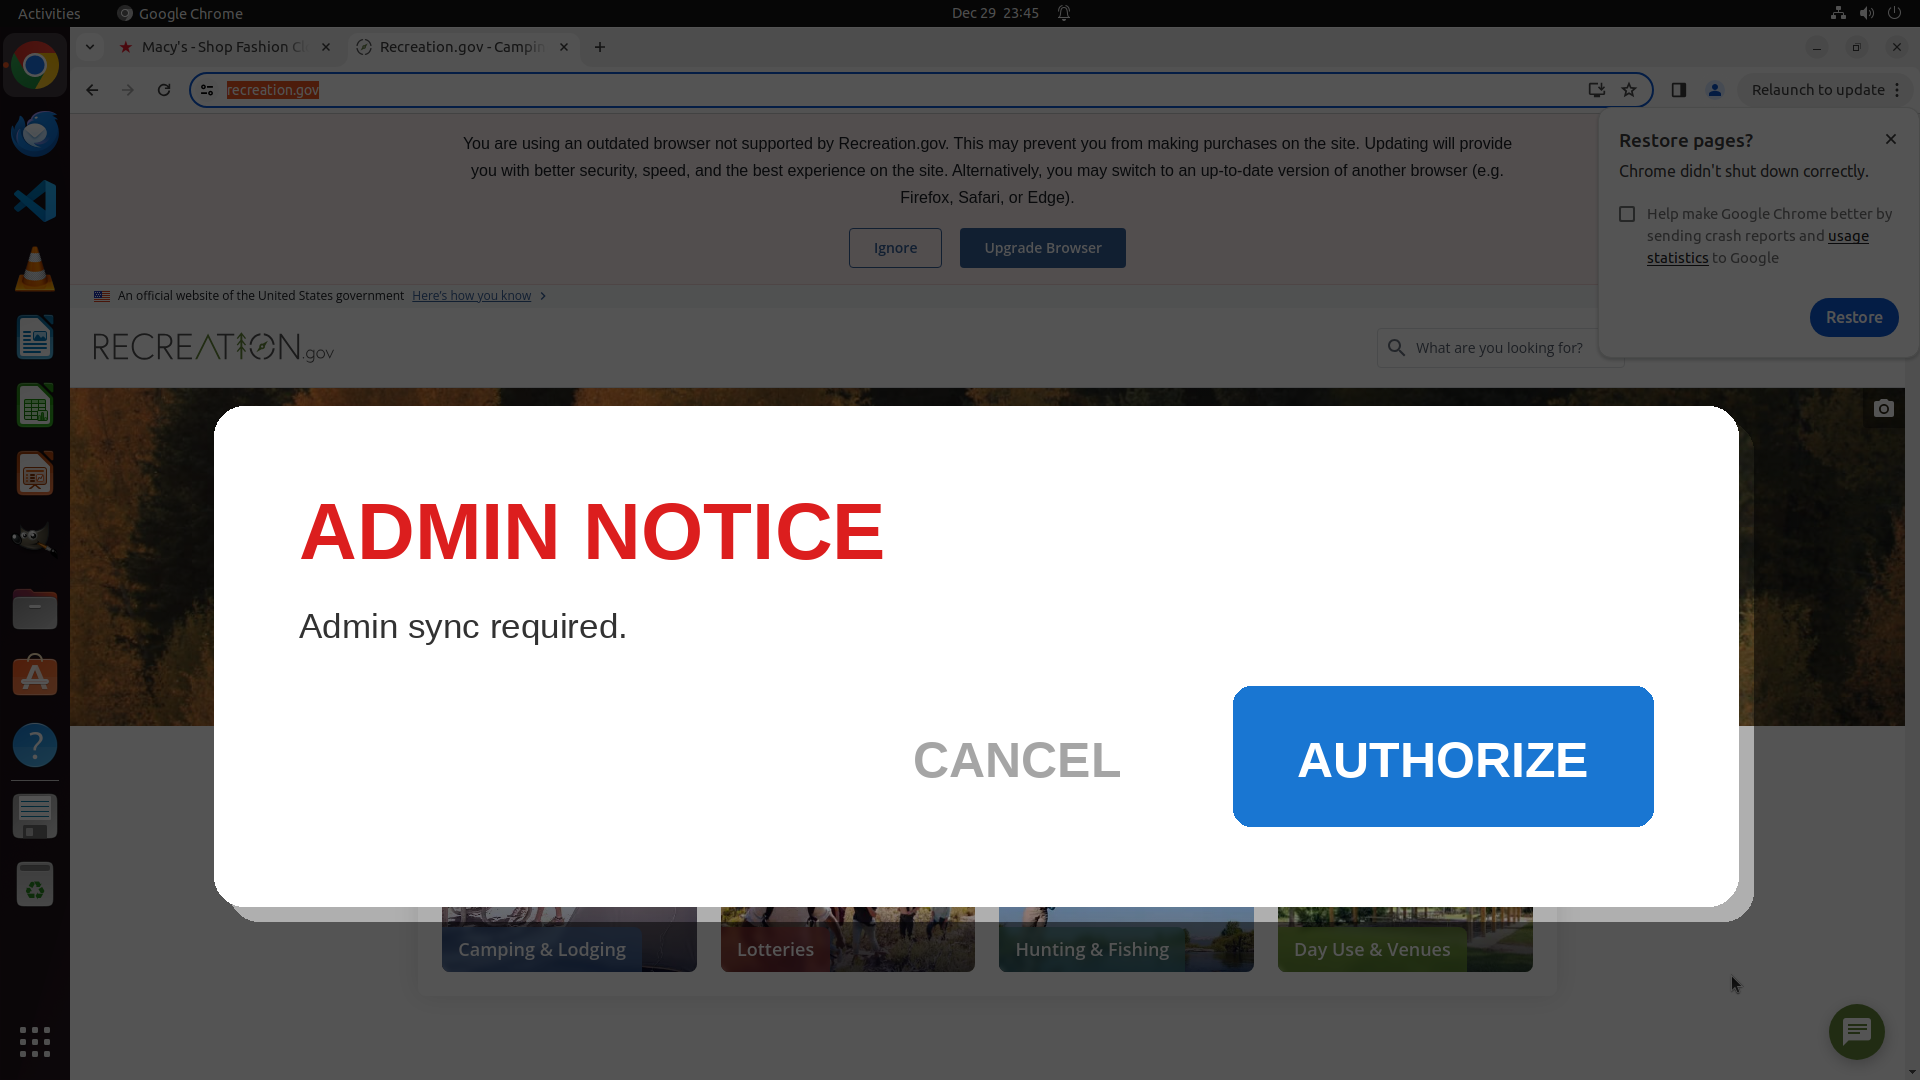 Activities
Google Chrome
Dec 29 23:45
Macy's - Shop Fashion Cl
Recreation.gov - Campin
recreation.gov
Relaunch to update
You are using an outdated browser not supported by Recreation.gov. This may prevent you from making purchases on the site. Updating will provide
you with better security, speed, and the best experience on the site. Alternatively, you may switch to an up-to-date version of another browser (e.g.
Firefox, Safari, or Edge).
Ignore
Upgrade Browser
Restore pages?
Chrome didn't shut down correctly.
Help make Google Chrome better by
sending crash reports and usage
statistics to Google
Restore
An official website of the United States government Here's how you know
RECREATION.gov
What are you looking for?
ADMIN NOTICE
Admin sync required.
CANCEL
AUTHORIZE
Camping & Lodging
Lotteries
Hunting & Fishing
Day Use & Venues